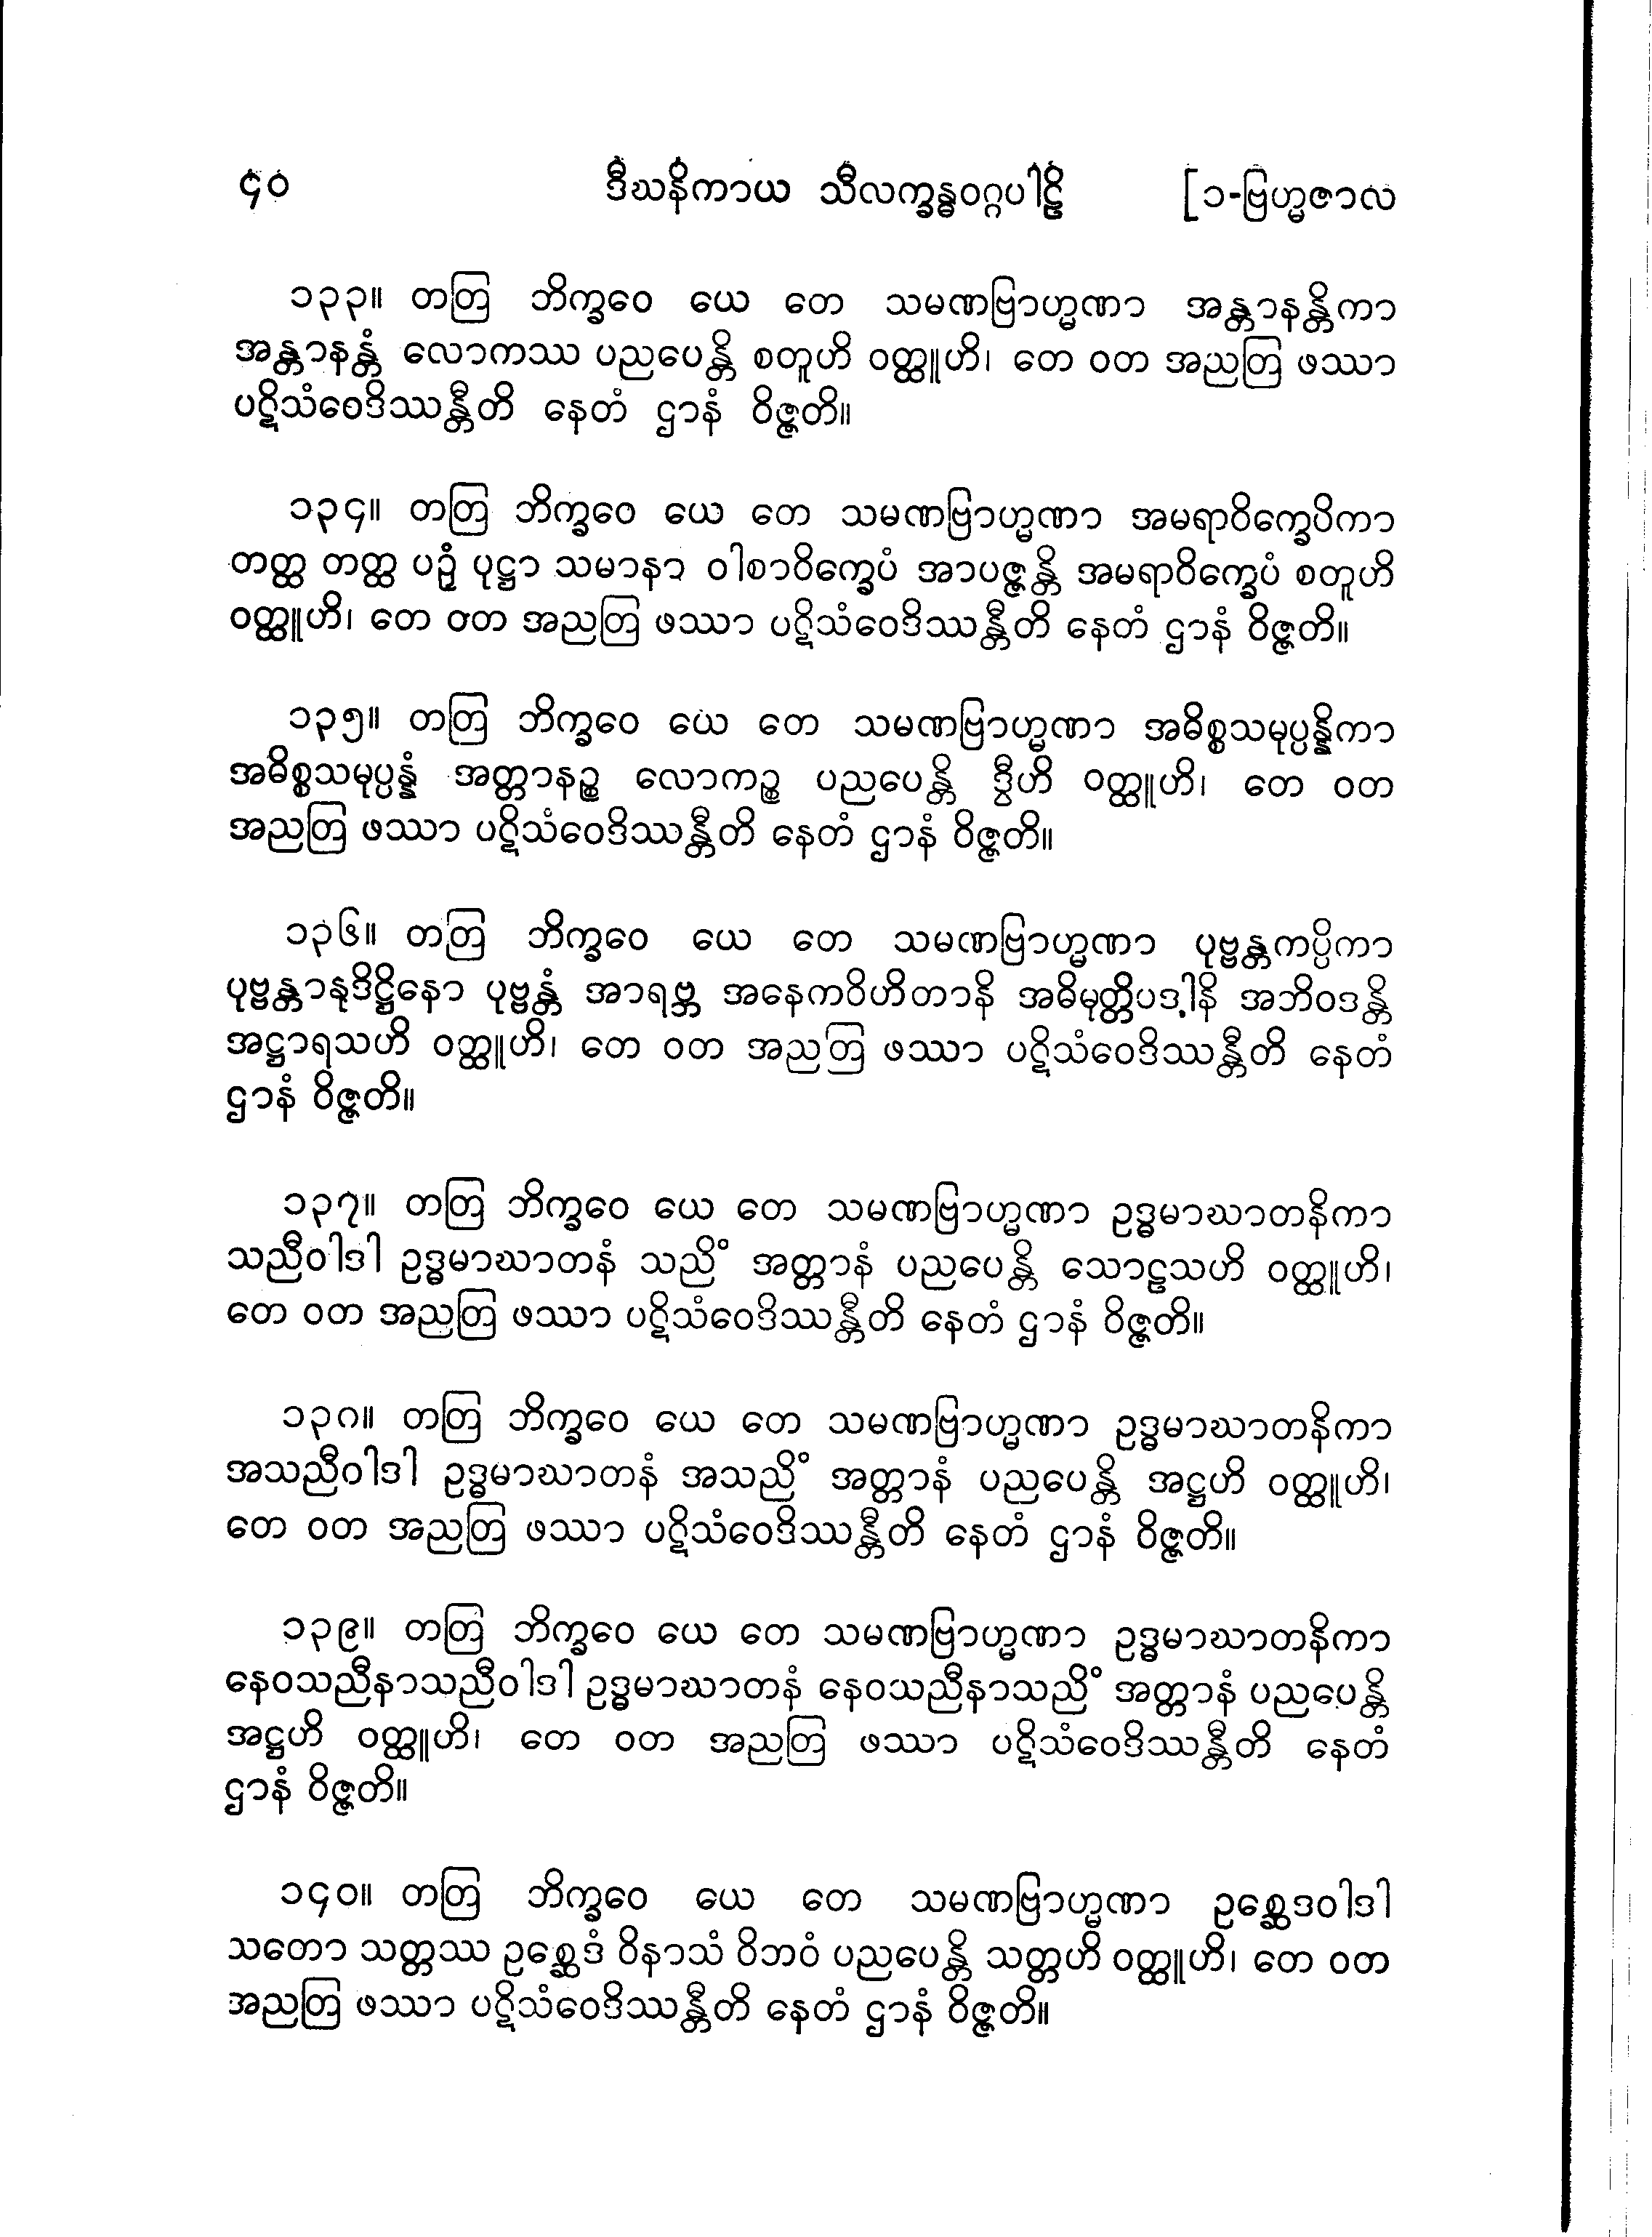 ၄၀ ဒီဃနိကာယ သီလက္ခန္ဓဝဂ္ဂပါဠိ [၁-ဗြဟ္မဇာလ
၁၃၃။ တတြ ဘိက္ခဝေ ယေ တေ သမဏဗြာဟ္မဏာ အန္တာနန္တိကာ
အန္တာနန္တံ လောကဿ ပညပေန္တိ စတူဟိ ဝတ္ထူဟိ၊ တေ ဝတ အညတြ ဖဿာ
ပဋိသံဝေဒိဿန္တီတိ နေတံ ဌာနံ ဝိဇ္ဇတိ။
၁၃၄။ တတြ ဘိက္ခဝေ ယေ တေ သမဏဗြာဟ္မဏာ အမရာဝိက္ခေပိကာ
တတ္ထ တတ္ထ ပဉှံ ပုဋ္ဌာ သမာနာ ဝါစာဝိက္ခေပံ အာပဇ္ဇန္တိ အမရာဝိက္ခေပံ စတူဟိ
ဝတ္ထူဟိ၊ တေ ဝတ အညတြ ဖဿာ ပဋိသံဝေဒိဿန္တီတိ နေတံ ဌာနံ ဝိဇ္ဇတိ။
၁၃၅။ တတြ ဘိက္ခဝေ ယေ တေ သမဏဗြာဟ္မဏာ အဓိစ္စသမုပ္ပန္နိကာ
အဓိစ္စသမုပ္ပန္နံ အတ္တာနဉ္စ လောကဉ္စ ပညပေန္တိ ဒွီဟိ ဝတ္ထူဟိ၊ တေ ဝတ
အညတြ ဖဿာ ပဋိသံဝေဒိဿန္တီတိ နေတံ ဌာနံ ဝိဇ္ဇတိ။
၁၃၆။ တတြ ဘိက္ခဝေ ယေ တေ သမဏဗြာဟ္မဏာ ပုဗ္ဗန္တကပ္ပိကာ
ပုဗ္ဗန္တာနုဒိဋ္ဌိနော ပုဗ္ဗန္တံ အာရဗ္ဘ အနေကဝိဟိတာနိ အဓိမုတ္တိပဒါနိ အဘိဝဒန္တိ
အဋ္ဌာရသဟိ ဝတ္ထူဟိ၊ တေ ဝတ အညတြ ဖဿာ ပဋိသံဝေဒိဿန္တီတိ နေတံ
ဌာနံ ဝိဇ္ဇတိ။
၁၃၇။ တတြ ဘိက္ခဝေ ယေ တေ သမဏဗြာဟ္မဏာ ဥဒ္ဓမာဃာတနိကာ
သညီဝါဒါ ဥဒ္ဓမာဃာတနံ သညိံ အတ္တာနံ ပညပေန္တိ သောဠသဟိ ဝတ္ထူဟိ၊
တေ ဝတ အညတြ ဖဿာ ပဋိသံဝေဒိဿန္တီတိ နေတံ ဌာနံ ဝိဇ္ဇတိ။
၁၃၈။ တတြ ဘိက္ခဝေ ယေ တေ သမဏဗြာဟ္မဏာ ဥဒ္ဓမာဃာတနိကာ
အသညီဝါဒါ ဥဒ္ဓမာဃာတနံ အသညိံ အတ္တာနံ ပညပေန္တိ အဋ္ဌဟိ ဝတ္ထူဟိ၊
တေ ဝတ အညတြ ဖဿာ ပဋိသံဝေဒိဿန္တီတိ နေတံ ဌာနံ ဝိဇ္ဇတိ။
၁၃၉။ တတြ ဘိက္ခဝေ ယေ တေ သမဏဗြာဟ္မဏာ ဥဒ္ဓမာဃာတနိကာ
နေဝသညီနာသညီဝါဒါ ဥဒ္ဓမာဃာတနံ နေဝသညီနာသညိံ အတ္တာနံ ပညပေန္တိ
အဋ္ဌဟိ ဝတ္ထူဟိ၊ တေ ဝတ အညတြ ဖဿာ ပဋိသံဝေဒိဿန္တီတိ နေတံ
ဌာနံ ဝိဇ္ဇတိ။
၁၄၀။ တတြ ဘိက္ခဝေ ယေ တေ သမဏဗြာဟ္မဏာ ဥစ္ဆေဒဝါဒါ
သတော သတ္တဿ ဥစ္ဆေဒံ ဝိနာသံ ဝိဘဝံ ပညပေန္တိ သတ္တဟိ ဝတ္ထူဟိ၊ တေ ဝတ
အညတြ ဖဿာ ပဋိသံဝေဒိဿန္တီတိ နေတံ ဌာနံ ဝိဇ္ဇတိ။